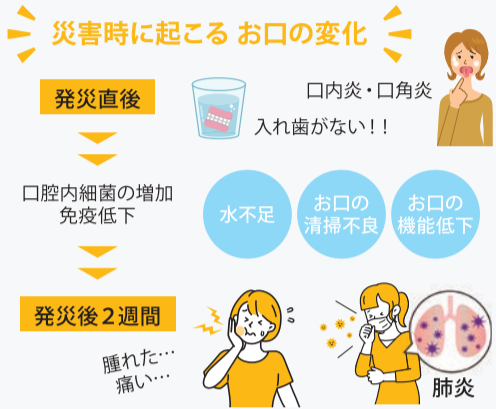 災害時に起こる お口の変化
発災直後
口内炎・口角炎
入れ歯がない！！
口腔内細菌の増加
免疫低下
水不足
お口の
清掃不良
お口の
機能低下
発災後２週間
腫れた…
痛い…
肺炎